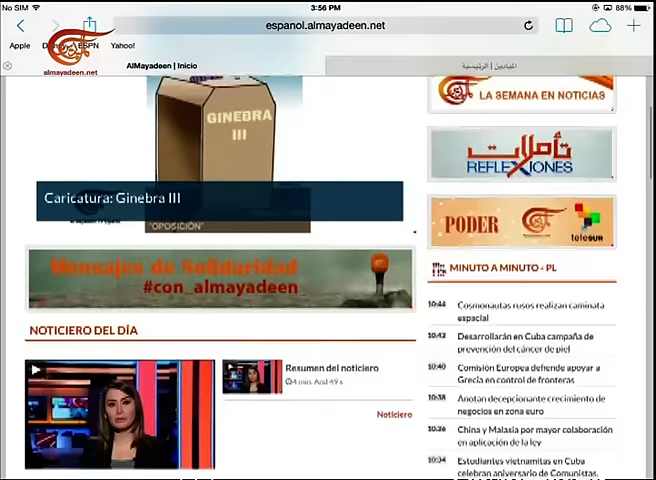 No SIM
3:56 PM
88%
espanol.almayadeen.net
Apple
Disney
ESPN
Yahoo!
almayadeen.net
AlMayadeen | Inicio
الميادين | الرئيسية
GINEBRA
III
Caricatura: Ginebra III
"OPOSICIÓN"
Mensajes de Solidaridad
#con_almayadeen
NOTICIERO DEL DÍA
Resumen del noticiero
4 min. And 49 s
Noticiero
LA SEMANA EN NOTICIAS
تأملات
REFLEXIONES
PODER
teleSUR
MINUTO A MINUTO - PL
10:44 Cosmonautas rusos realizan caminata
espacial
10:42 Desarrollarán en Cuba campaña de
prevención del cáncer de piel
10:40 Comisión Europea defiende apoyar a
Grecia en control de fronteras
10:38 Anotan decepcionante crecimiento de
negocios en zona euro
10:36 China y Malasia por mayor colaboración
en aplicación de la ley
10:34 Estudiantes vietnamitas en Cuba
celebran aniversario de Comunistas.